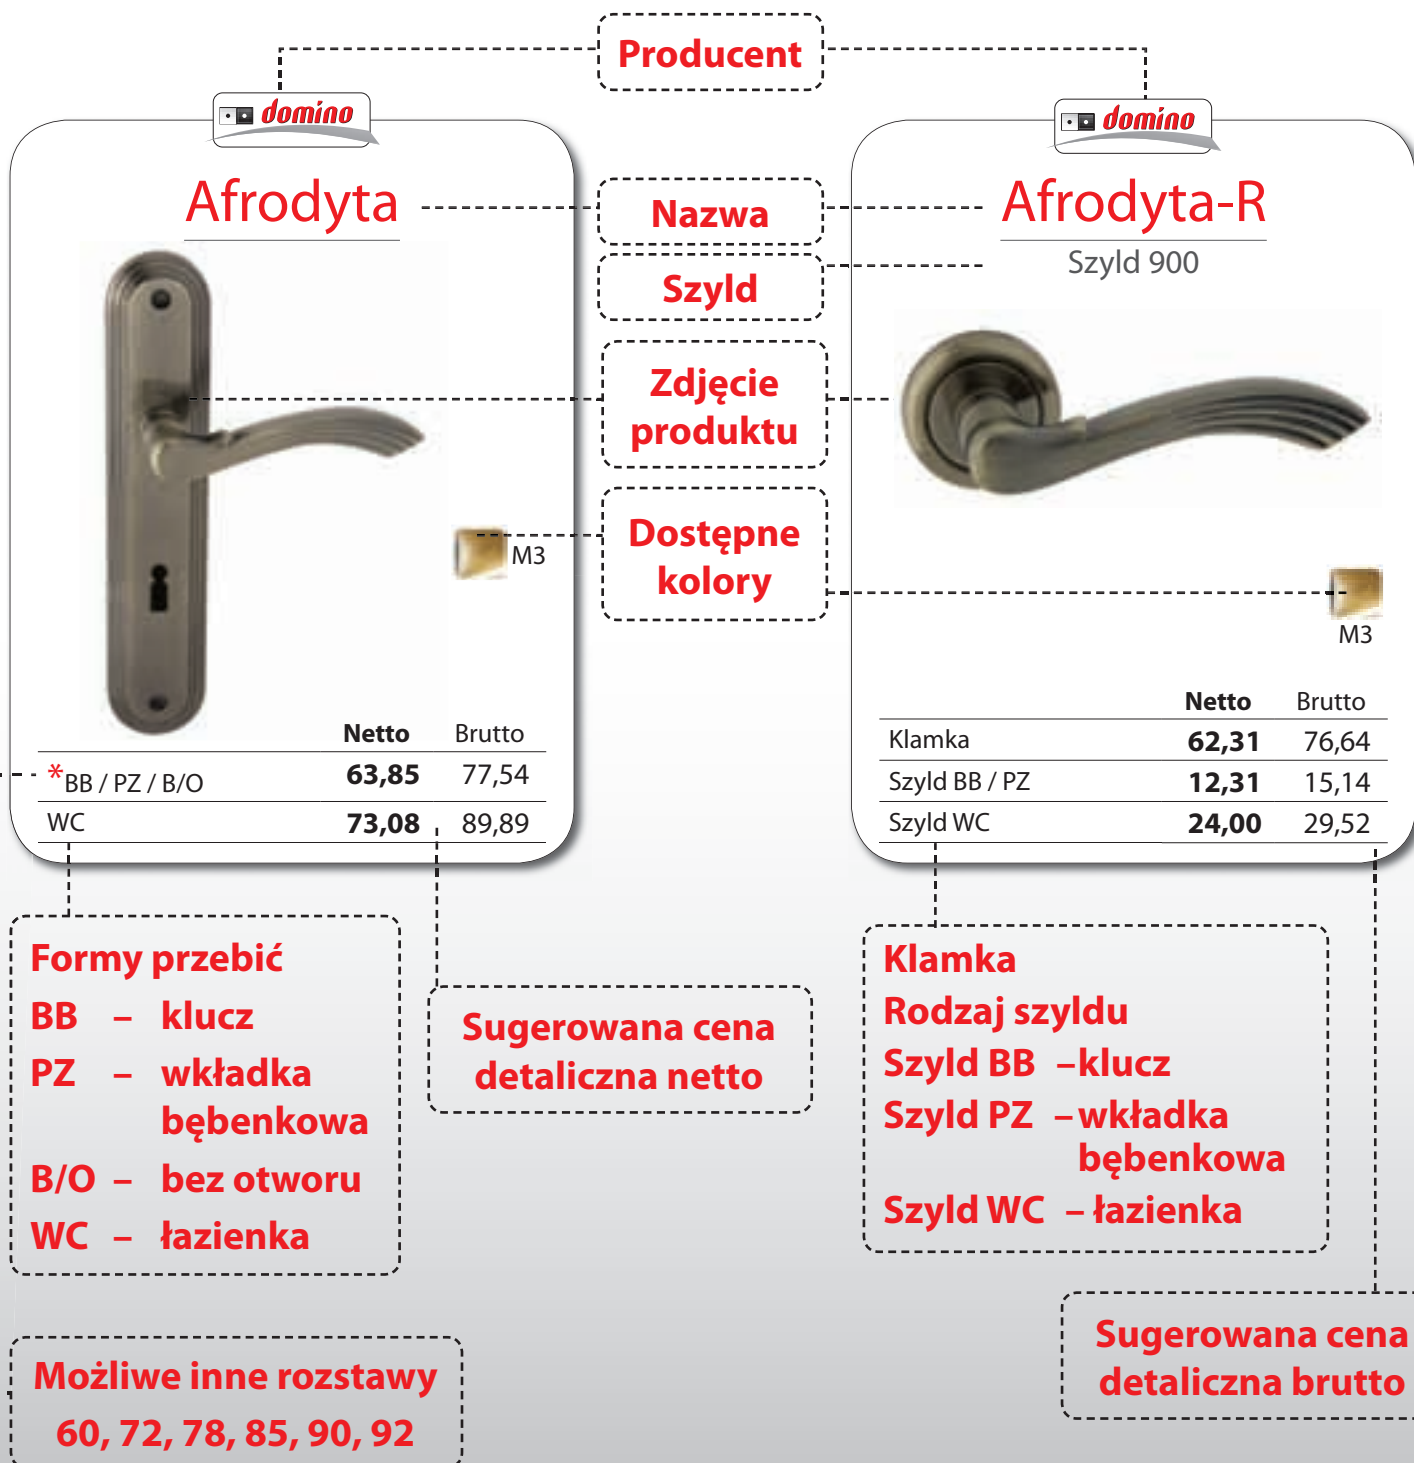 Producent
domino
domino
Afrodyta
Nazwa
Afrodyta-R
Szyld
Szyld 900
Zdjęcie
produktu
Dostępne
kolory
M3
M3
Netto Brutto
*BB / PZ / B/O 63,85 77,54
WC 73,08 89,89
Netto Brutto
Klamka 62,31 76,64
Szyld BB / PZ 12,31 15,14
Szyld WC 24,00 29,52
Formy przebić
BB – klucz
PZ – wkładka
bębenkowa
B/O – bez otworu
WC – łazienka
Sugerowana cena
detaliczna netto
Klamka
Rodzaj szyldu
Szyld BB – klucz
Szyld PZ – wkładka
bębenkowa
Szyld WC – łazienka
Sugerowana cena
detaliczna brutto
Możliwe inne rozstawy
60, 72, 78, 85, 90, 92